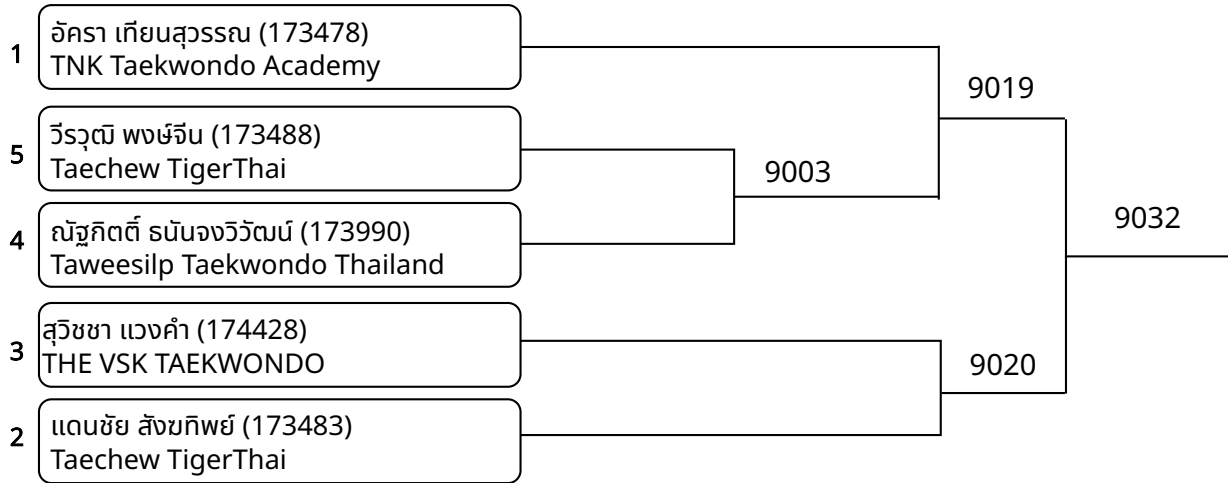 1
อัครา เทียนสุวรรณ (173478)
TNK Taekwondo Academy
9019
5
วีรวุฒิ พงษ์จีน (173488)
Taechew TigerThai
9003
4
ณัฐกิตติ์ ธนันจงวิวัฒน์ (173990)
Taweesilp Taekwondo Thailand
9032
3
สุวิชชา แวงคำ (174428)
THE VSK TAEKWONDO
9020
2
แดนชัย สังฆทิพย์ (173483)
Taechew TigerThai